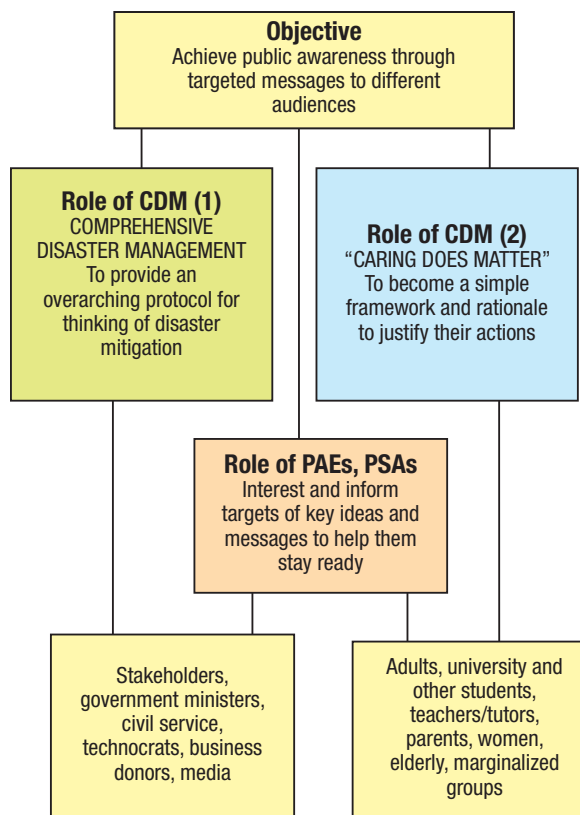 Objective
Achieve public awareness through
targeted messages to different
audiences
Role of CDM (1)
COMPREHENSIVE
DISASTER MANAGEMENT
To provide an
overarching protocol for
thinking of disaster
mitigation
Role of CDM (2)
“CARING DOES MATTER”
To become a simple
framework and rationale
to justify their actions
Role of PAEs, PSAs
Interest and inform
targets of key ideas and
messages to help them
stay ready
Stakeholders,
government ministers,
civil service,
technocrats, business
donors, media
Adults, university and
other students,
teachers/tutors,
parents, women,
elderly, marginalized
groups